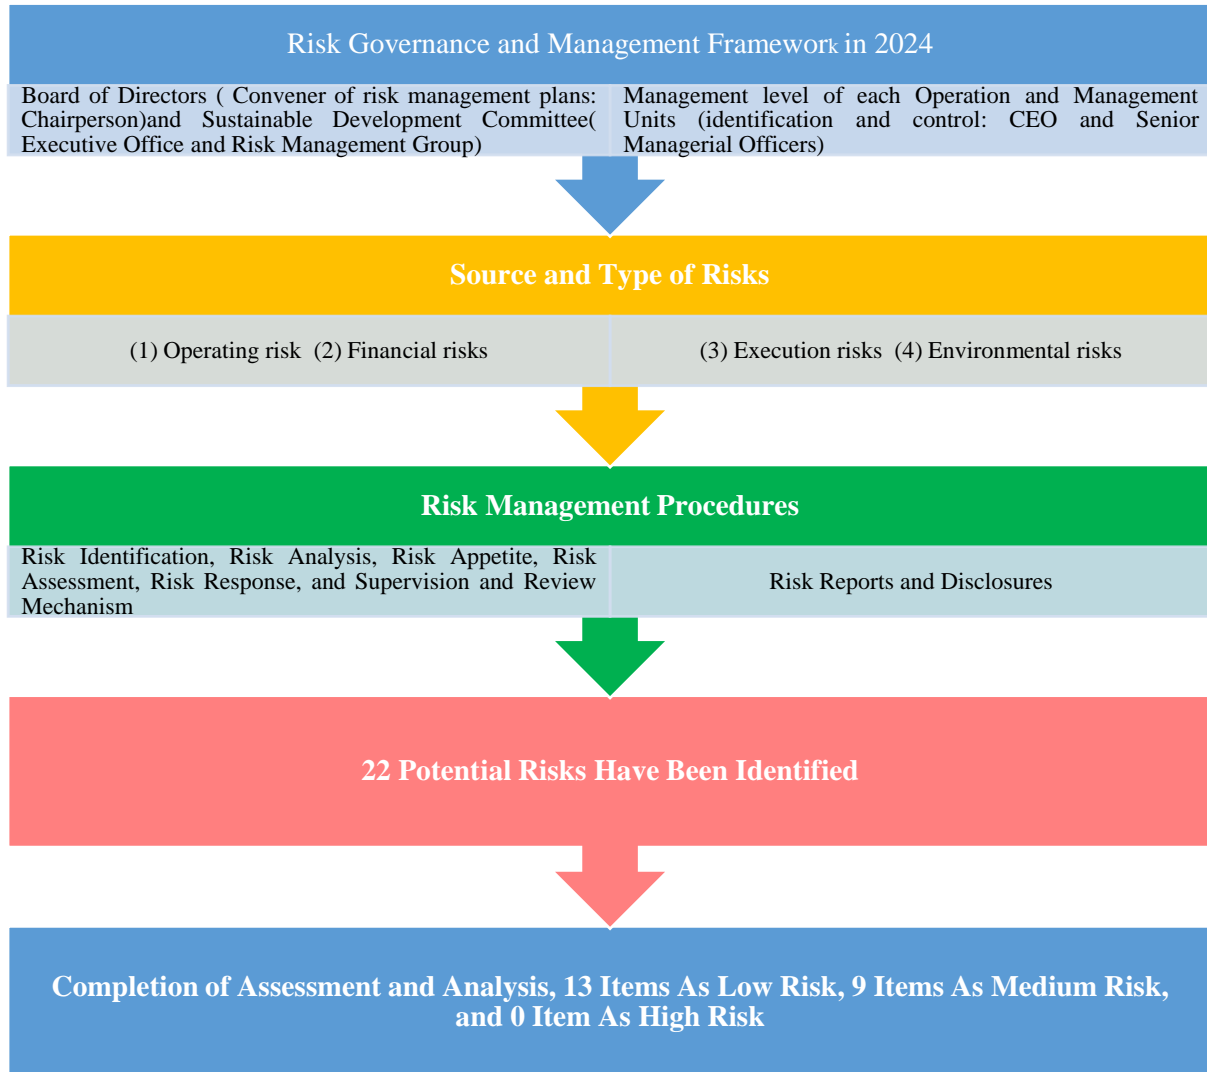 Risk Governance and Management Framework in 2024
Board of Directors ( Convener of risk management plans:
Chairperson)and Sustainable Development Committee(
Executive Office and Risk Management Group)
Management level of each Operation and Management
Units (identification and control: CEO and Senior
Managerial Officers)
Source and Type of Risks
(1) Operating risk (2) Financial risks
(3) Execution risks (4) Environmental risks
Risk Management Procedures
Risk Identification, Risk Analysis, Risk Appetite, Risk
Assessment, Risk Response, and Supervision and Review
Mechanism
Risk Reports and Disclosures
22 Potential Risks Have Been Identified
Completion of Assessment and Analysis, 13 Items As Low Risk, 9 Items As Medium Risk,
and 0 Item As High Risk